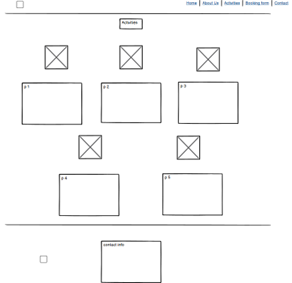 Home | About Us | Activities | Booking form | Contact
Activities
p 1
p 2
p 3
p 4
p 5
contact info